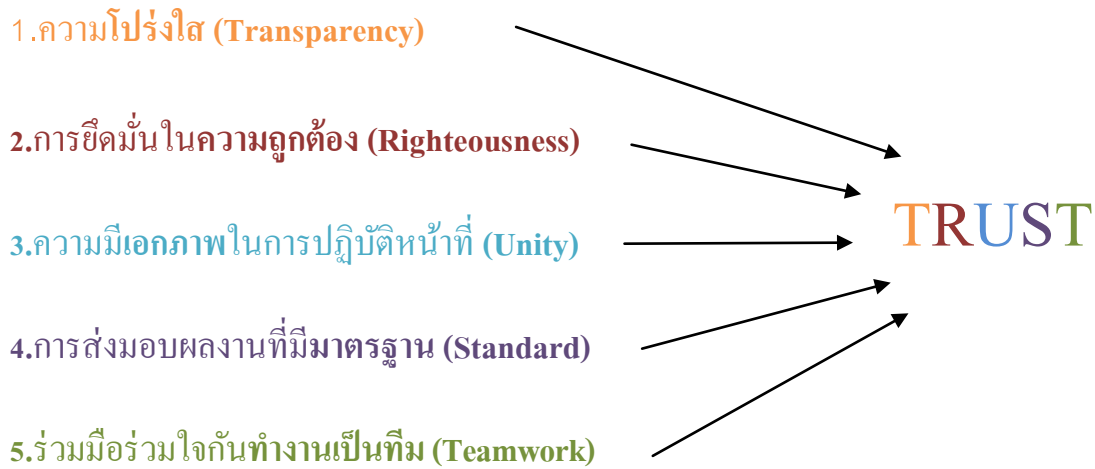 1.ความโปร่งใส (Transparency)
2.การยึดมั่นในความถูกต้อง (Righteousness)
TRUST
3.ความมีเอกภาพในการปฏิบัติหน้าที่ (Unity)
4.การส่งมอบผลงานที่มีมาตรฐาน (Standard)
5.ร่วมมือร่วมใจกันทำงานเป็นทีม (Teamwork)